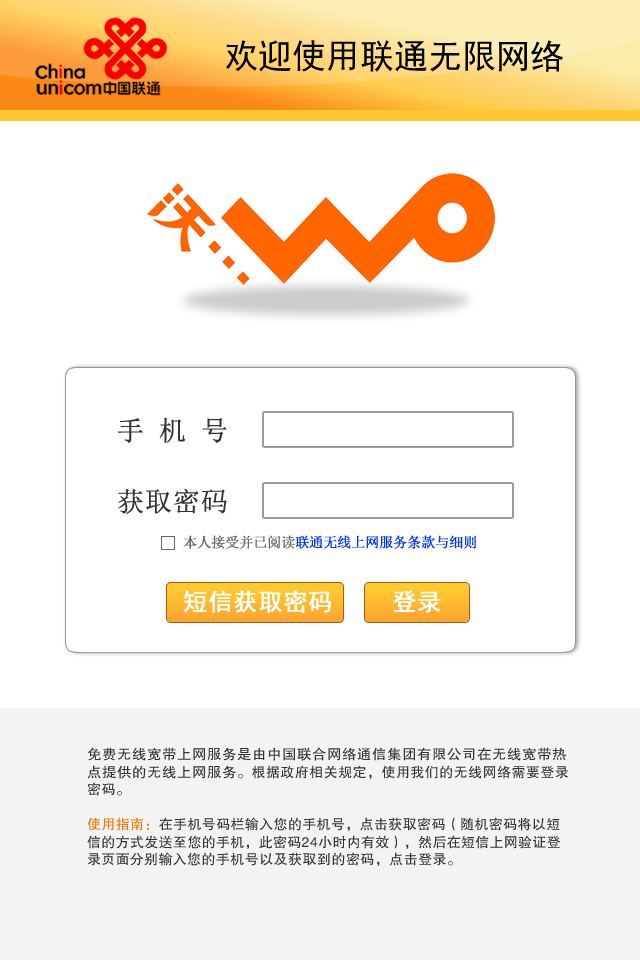 China
unicom中国联通
欢迎使用联通无限网络
沃...wo
手 机 号
获取密码
本人接受并已阅读联通无线上网服务条款与细则
短信获取密码
登录
免费无线宽带上网服务是由中国联合网络通信集团有限公司在无线宽带热
点提供的无线上网服务。根据政府相关规定，使用我们的无线网络需要登录
密码。
使用指南：在手机号码栏输入您的手机号，点击获取密码（随机密码将以短
信的方式发送至您的手机，此密码24小时内有效），然后在短信上网验证登
录页面分别输入您的手机号以及获取到的密码，点击登录。